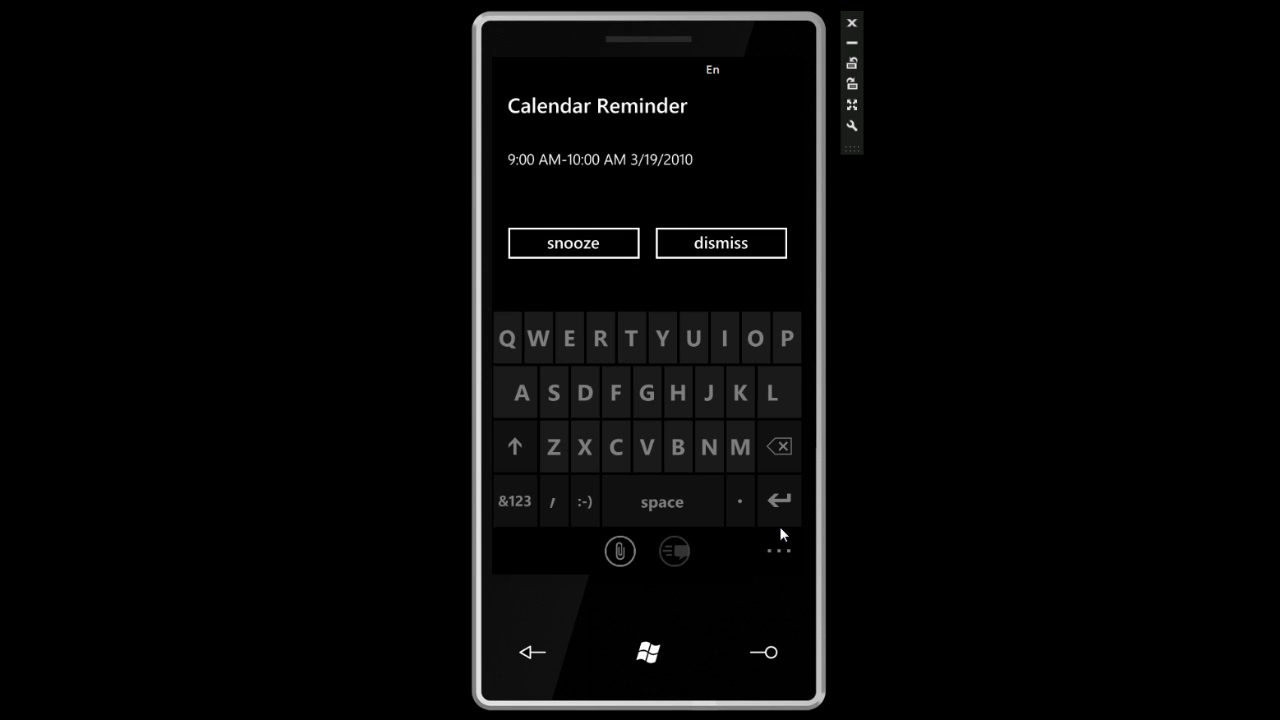 En
Calendar Reminder
9:00 AM-10:00 AM 3/19/2010
snooze dismiss
Q W E R T Y U I O P
A S D F G H J K L
Z X C V B N M
&123 , :-) space .